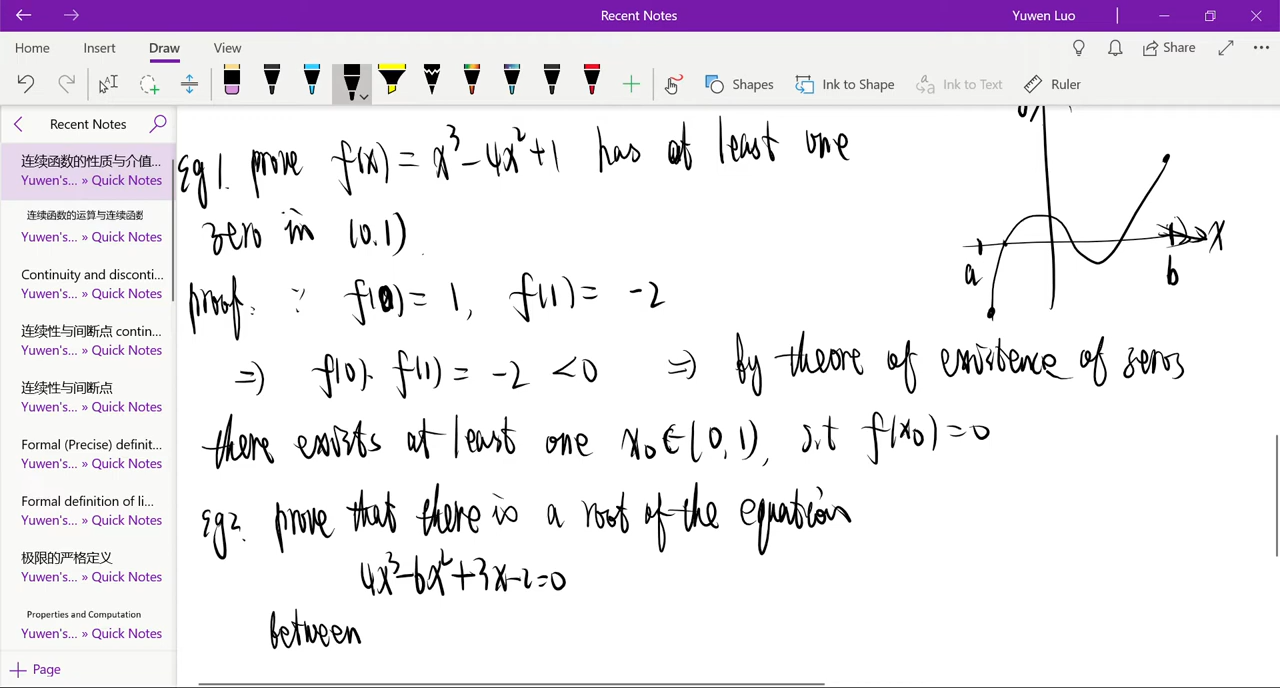 Recent Notes
Yuwen Luo
Home Insert Draw View
Share
Shapes
Ink to Shape
Ink to Text
Ruler
Recent Notes
连续函数的性质与介值...
Yuwen's... » Quick Notes
连续函数的运算与连续函数
Yuwen's... » Quick Notes
Continuity and disconti...
Yuwen's... » Quick Notes
连续性与间断点 contin...
Yuwen's... » Quick Notes
连续性与间断点
Yuwen's... » Quick Notes
Formal (Precise) definit...
Yuwen's... » Quick Notes
Formal definition of li...
Yuwen's... » Quick Notes
极限的严格定义
Yuwen's... » Quick Notes
Properties and Computation
Yuwen's... » Quick Notes
+ Page
Eg 1. prove f(x) = x³ - 4x² + 1 has at least one
zero in (0.1).
proof. ∵ f(0) = 1, f(1) = -2
=> f(0). f(1) = -2 < 0 => by theore of existence of zeros
there exists at least one x₀ ∈ (0, 1), s.t f(x₀) = 0
Eg2. prove that there is a root of the equation
4x³-6x²+3x-2=0
between
a
b
x